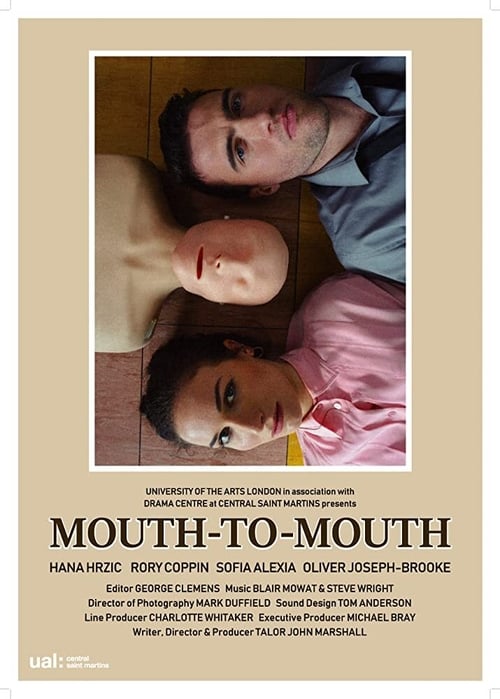 UNIVERSITY OF THE ARTS LONDON in association with
DRAMA CENTRE at CENTRAL SAINT MARTINS presents
MOUTH-TO-MOUTH
HANA HRZIC RORY COPPIN SOFIA ALEXIA OLIVER JOSEPH-BROOKE
Editor GEORGE CLEMENS Music BLAIR MOWAT & STEVE WRIGHT
Director of Photography MARK DUFFIELD Sound Design TOM ANDERSON
Line Producer CHARLOTTE WHITAKER Executive Producer MICHAEL BRAY
Writer, Director & Producer TALOR JOHN MARSHALL
ual: central
saint martins